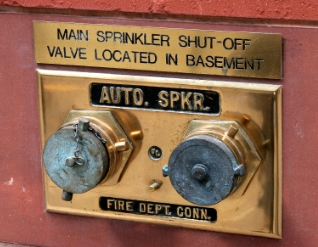 MAIN SPRINKLER SHUT-OFF
VALVE LOCATED IN BASEMENT
AUTO. SPKR.
FIRE DEPT. CONN.